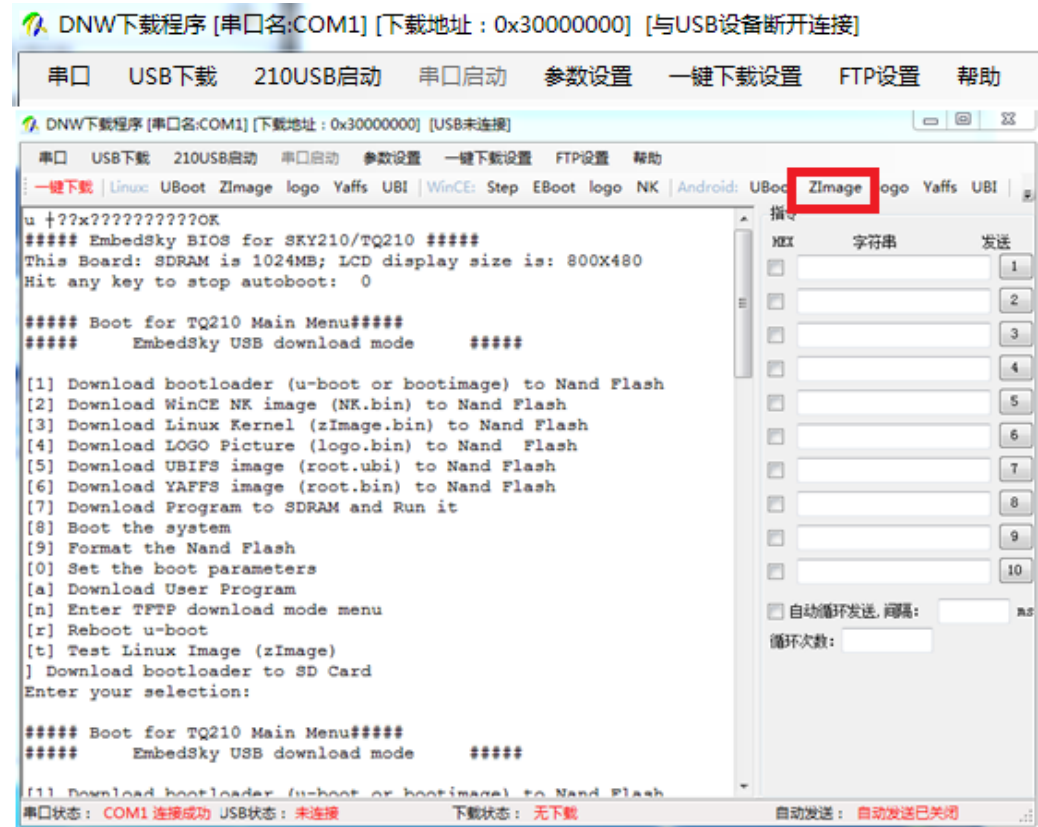 DNW下载程序 [串口名:COM1] [下载地址：0x30000000] [与USB设备断开连接]
串口 USB下载 210USB启动 串口启动 参数设置 一键下载设置 FTP设置 帮助
DNW下载程序 [串口名:COM1] [下载地址：0x30000000] [USB未连接]
串口 USB下载 210USB启动 串口启动 参数设置 一键下载设置 FTP设置 帮助
一键下载 Linux: UBoot ZImage logo Yaffs UBI WinCE: Step EBoot logo NK Android: UBoo ZImage ogo Yaffs UBI
u ┽??x??????????OK
##### EmbedSky BIOS for SKY210/TQ210 #####
This Board: SDRAM is 1024MB; LCD display size is: 800X480
Hit any key to stop autoboot: 0
##### Boot for TQ210 Main Menu#####
##### EmbedSky USB download mode #####
[1] Download bootloader (u-boot or bootimage) to Nand Flash
[2] Download WinCE NK image (NK.bin) to Nand Flash
[3] Download Linux Kernel (zImage.bin) to Nand Flash
[4] Download LOGO Picture (logo.bin) to Nand Flash
[5] Download UBIFS image (root.ubi) to Nand Flash
[6] Download YAFFS image (root.bin) to Nand Flash
[7] Download Program to SDRAM and Run it
[8] Boot the system
[9] Format the Nand Flash
[0] Set the boot parameters
[a] Download User Program
[n] Enter TFTP download mode menu
[r] Reboot u-boot
[t] Test Linux Image (zImage)
] Download bootloader to SD Card
Enter your selection:
##### Boot for TQ210 Main Menu#####
##### EmbedSky USB download mode #####
[1] Download bootloader (u-boot or bootimage) to Nand Flash
指令
HEX 字符串 发送
1
2
3
4
5
6
7
8
9
10
自动循环发送,间隔: ms
循环次数:
串口状态： COM1 连接成功 USB状态： 未连接 下载状态： 无下载 自动发送： 自动发送已关闭